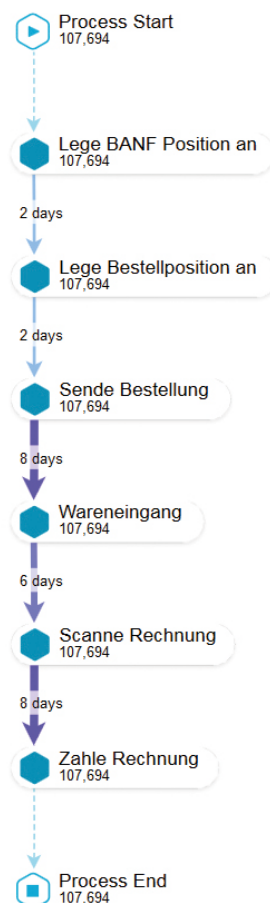 Process Start
107,694
Lege BANF Position an
107,694
2 days
Lege Bestellposition an
107,694
2 days
Sende Bestellung
107,694
8 days
Wareneingang
107,694
6 days
Scanne Rechnung
107,694
8 days
Zahle Rechnung
107,694
Process End
107,694